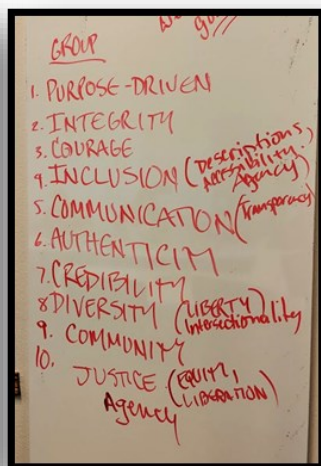 GROUP
1. PURPOSE-DRIVEN
2. INTEGRITY
3. COURAGE
4. INCLUSION (Descriptions, Accessibility, Agency)
5. COMMUNICATION (Transparency)
6. AUTHENTICITY
7. CREDIBILITY
8 DIVERSITY (LIBERTY, Intersectionality
9. COMMUNITY
10. JUSTICE (EQUITY, LIBERATION)
Agency